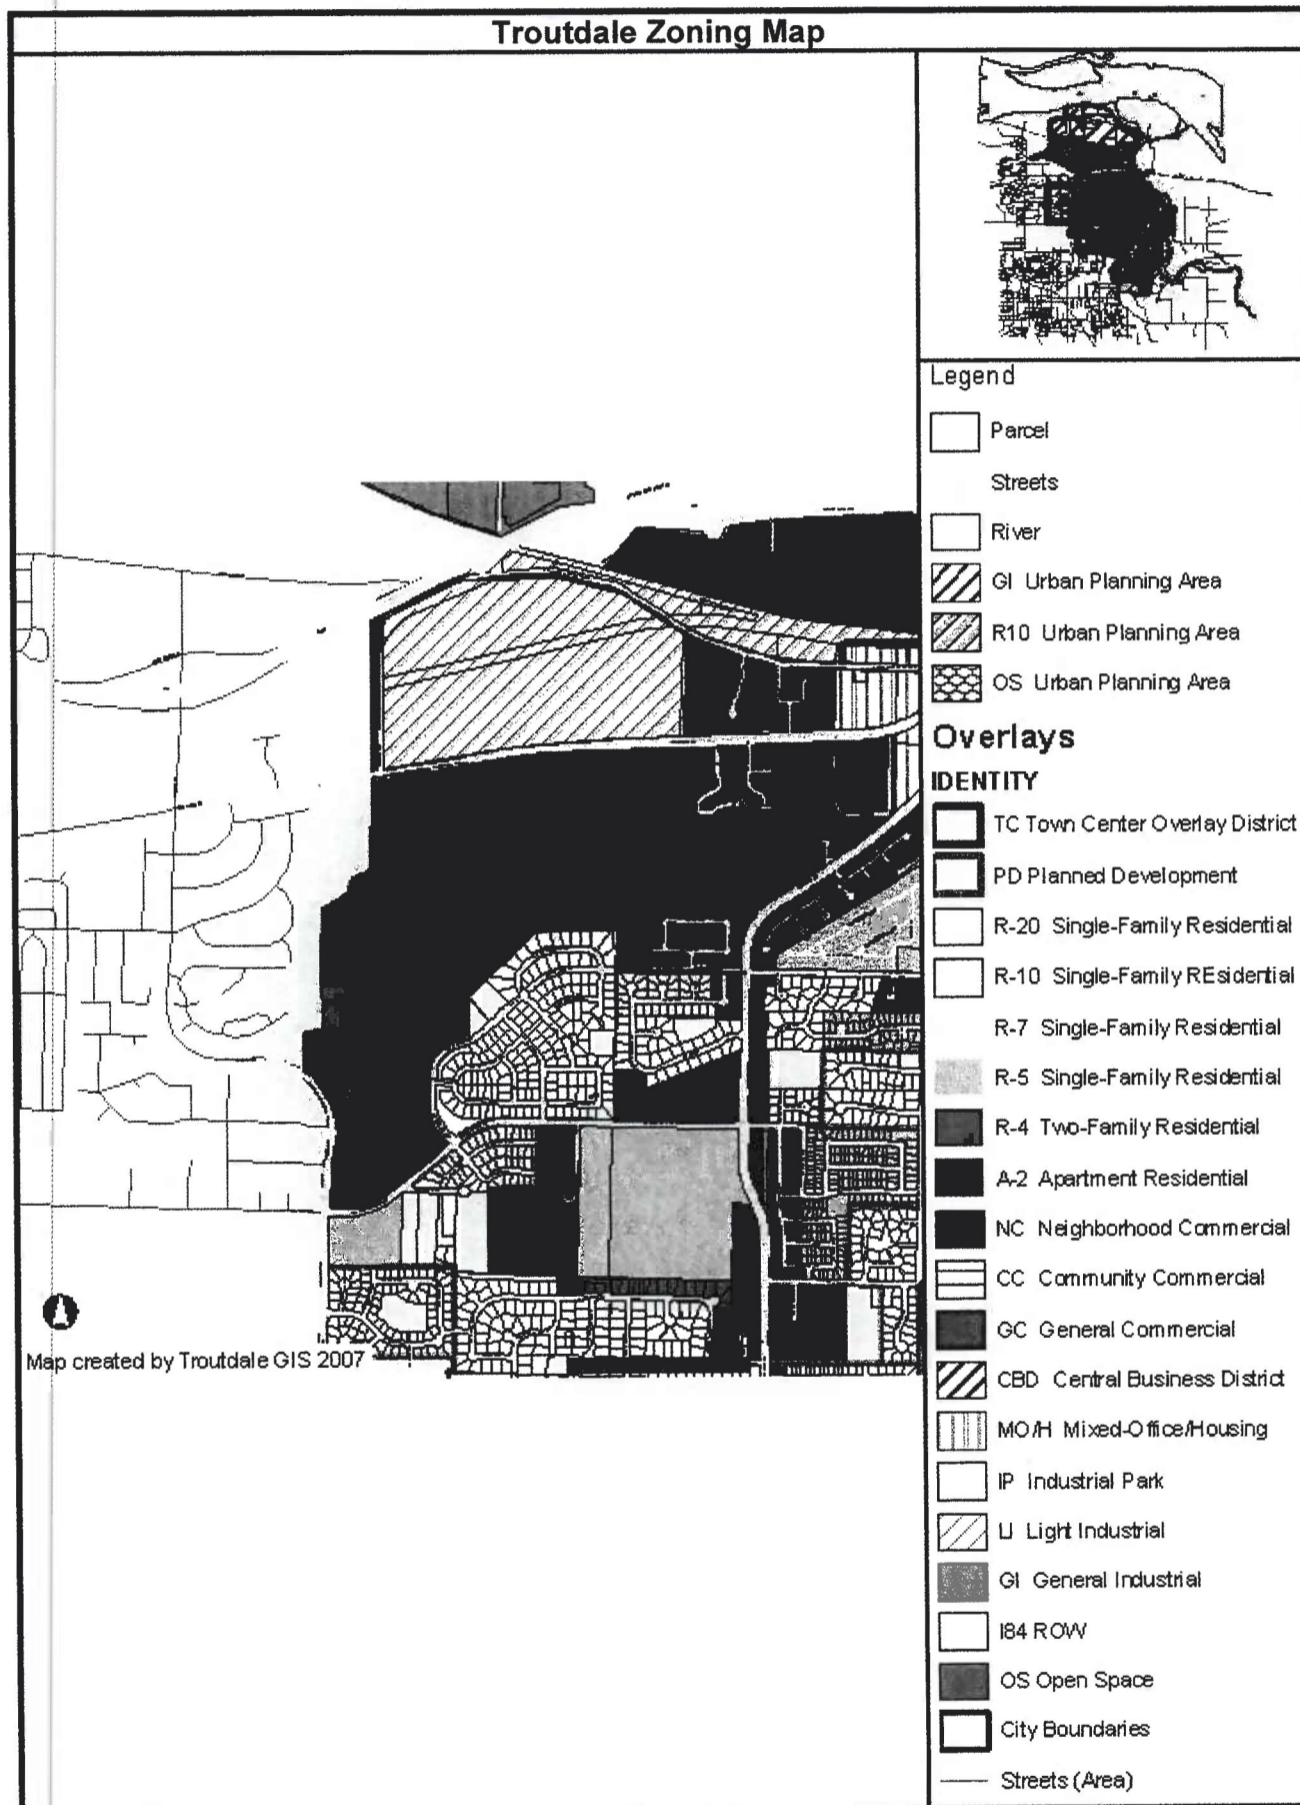 Troutdale Zoning Map
Legend
Parcel
Streets
River
GI Urban Planning Area
R10 Urban Planning Area
OS Urban Planning Area
Overlays
IDENTITY
TC Town Center Overlay District
PD Planned Development
R-20 Single-Family Residential
R-10 Single-Family REsidential
R-7 Single-Family Residential
R-5 Single-Family Residential
R-4 Two-Family Residential
A-2 Apartment Residential
NC Neighborhood Commercial
CC Community Commercial
GC General Commercial
CBD Central Business District
MO/H Mixed-Office/Housing
IP Industrial Park
LI Light Industrial
GI General Industrial
I84 ROW
OS Open Space
City Boundaries
Streets (Area)
Map created by Troutdale GIS 2007